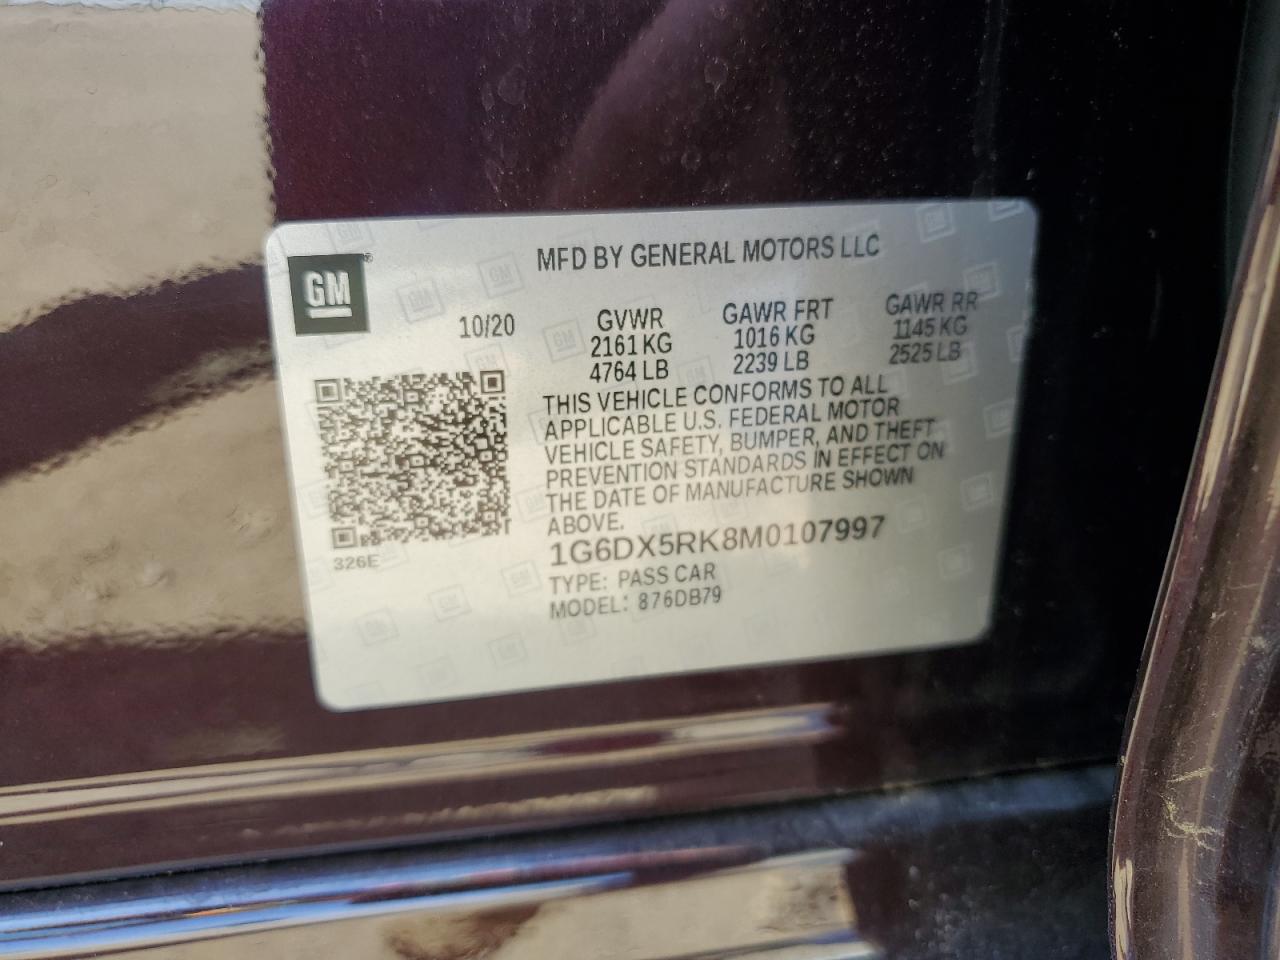 MFD BY GENERAL MOTORS LLC
GM
10/20
GVWR
2161 KG
4764 LB
GAWR FRT
1016 KG
2239 LB
GAWR RR
1145 KG
2525 LB
THIS VEHICLE CONFORMS TO ALL
APPLICABLE U.S. FEDERAL MOTOR
VEHICLE SAFETY, BUMPER, AND THEFT
PREVENTION STANDARDS IN EFFECT ON
THE DATE OF MANUFACTURE SHOWN
ABOVE.
326E
1G6DX5RK8M0107997
TYPE: PASS CAR
MODEL: 876DB79